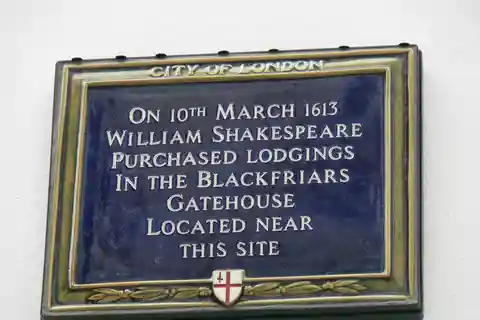 CITY OF LONDON
ON 10TH MARCH 1613
WILLIAM SHAKESPEARE
PURCHASED LODGINGS
IN THE BLACKFRIARS
GATEHOUSE
LOCATED NEAR
THIS SITE